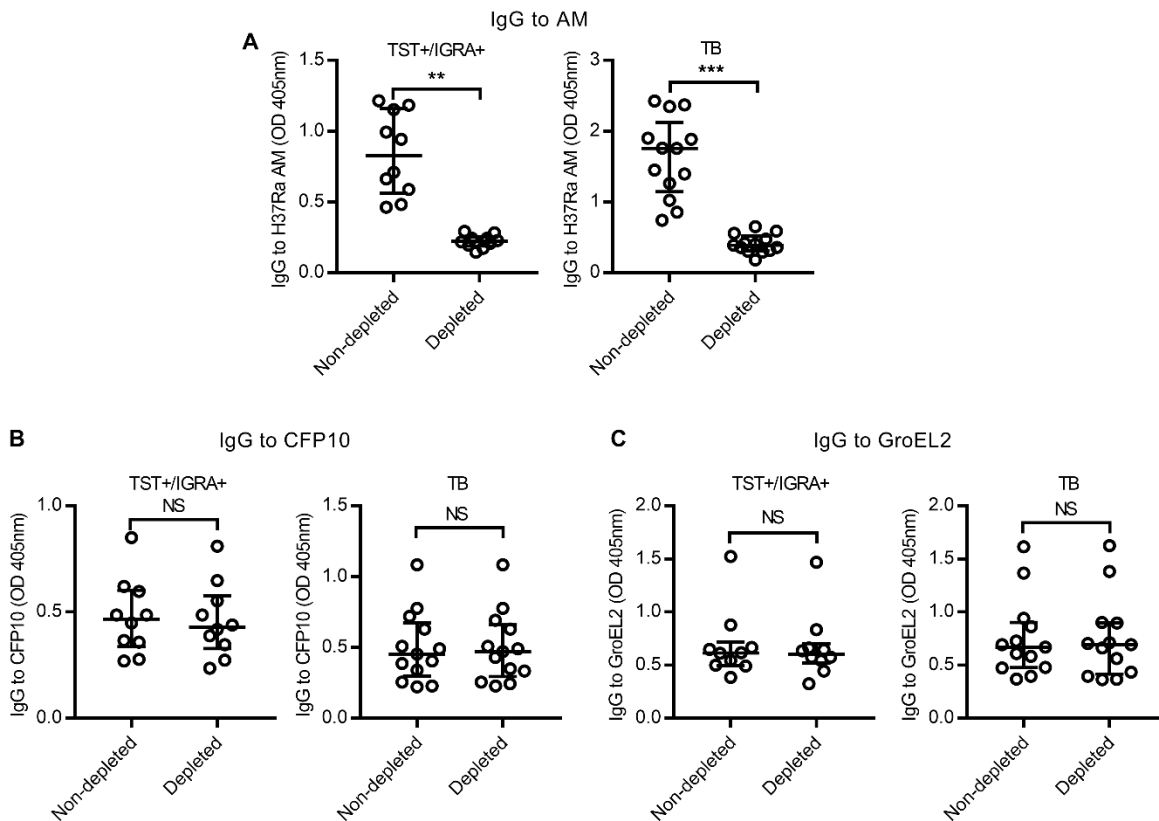 IgG to AM
A
TST+/IGRA+
IgG to H37Ra AM (OD 405nm)
1.5
1.0
0.5
0.0
**
Non-depleted
Depleted
TB
IgG to H37Ra AM (OD 405nm)
3
2
1
0
***
Non-depleted
Depleted
B
IgG to CFP10
TST+/IGRA+
IgG to CFP10 (OD 405nm)
1.0
0.5
0.0
NS
Non-depleted
Depleted
TB
IgG to CFP10 (OD 405nm)
1.5
1.0
0.5
0.0
NS
Non-depleted
Depleted
C
IgG to GroEL2
TST+/IGRA+
IgG to GroEL2 (OD 405nm)
2.0
1.5
1.0
0.5
0.0
NS
Non-depleted
Depleted
TB
IgG to GroEL2 (OD 405nm)
2.0
1.5
1.0
0.5
0.0
NS
Non-depleted
Depleted